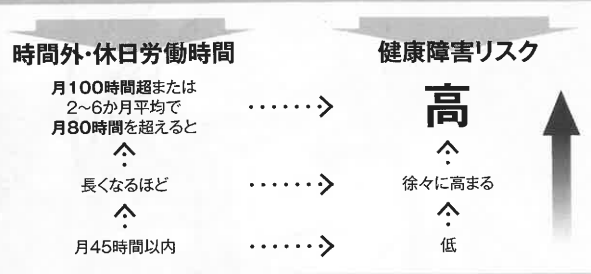 時間外・休日労働時間
健康障害リスク
月100時間超または
2～6か月平均で
月80時間を超えると
高
長くなるほど
徐々に高まる
月45時間以内
低